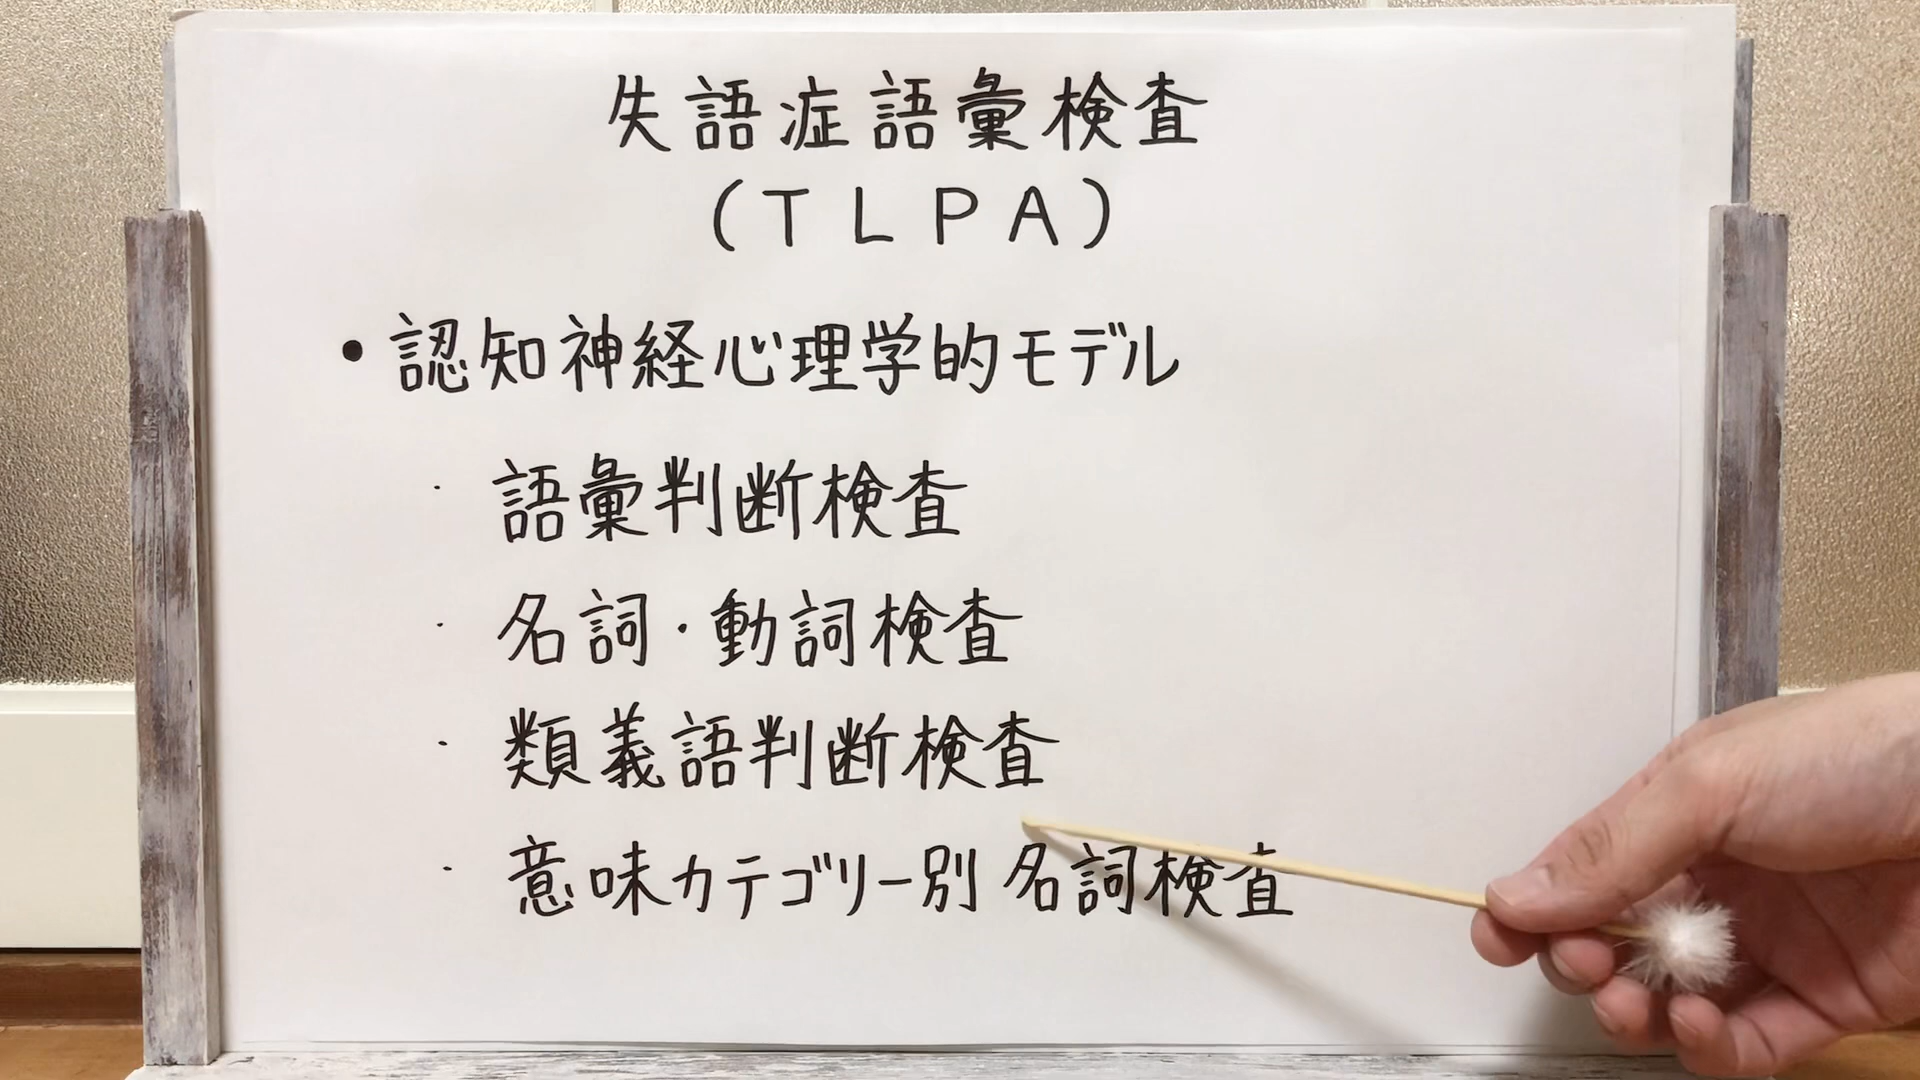 失語症語彙検査
(TLPA)
• 認知神経心理学的モデル
· 語彙判断検査
· 名詞・動詞検査
· 類義語判断検査
· 意味カテゴリー別名詞検査